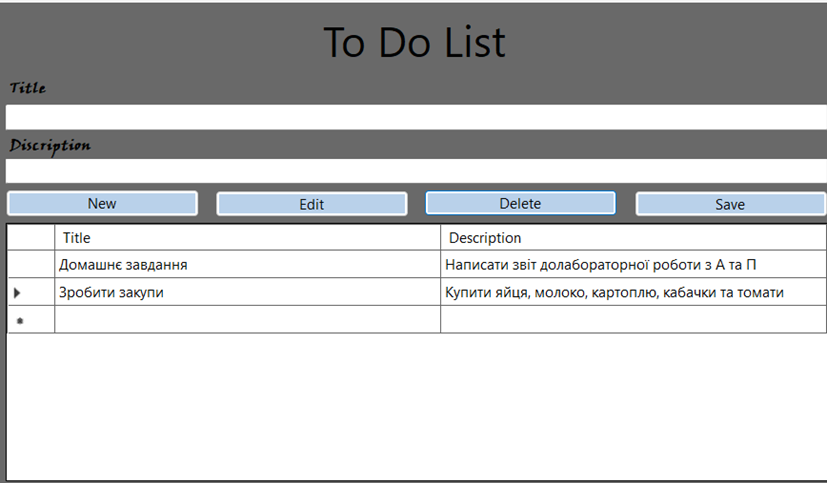 To Do List
Title
Discription
New Edit Delete Save
Title Description
Домашнє завдання Написати звіт долабораторної роботи з А та П
Зробити закупи Купити яйця, молоко, картоплю, кабачки та томати